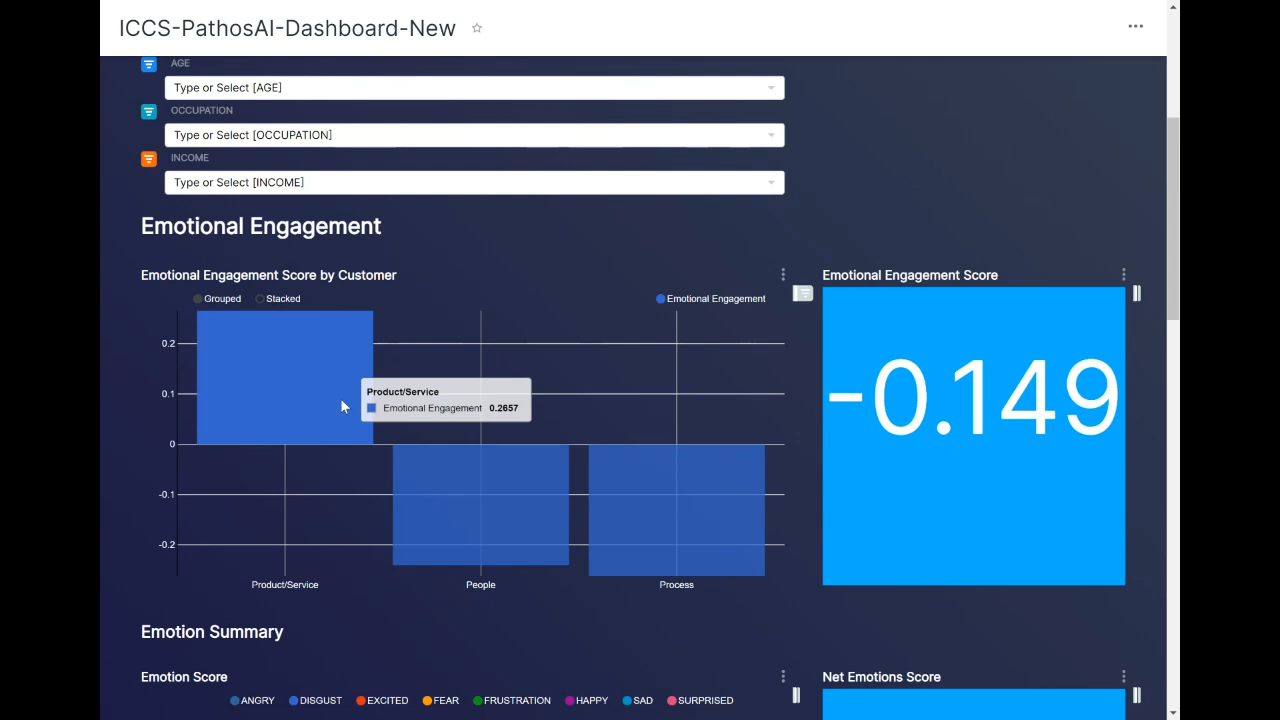 ICCS-PathosAI-Dashboard-New
AGE
Type or Select [AGE]
OCCUPATION
Type or Select [OCCUPATION]
INCOME
Type or Select [INCOME]
Emotional Engagement
Emotional Engagement Score by Customer
Grouped Stacked Emotional Engagement
0.2
0.1
0
-0.1
-0.2
Product/Service
Emotional Engagement 0.2657
Product/Service People Process
Emotional Engagement Score
-0.149
Emotion Summary
Emotion Score
ANGRY DISGUST EXCITED FEAR FRUSTRATION HAPPY SAD SURPRISED
Net Emotions Score